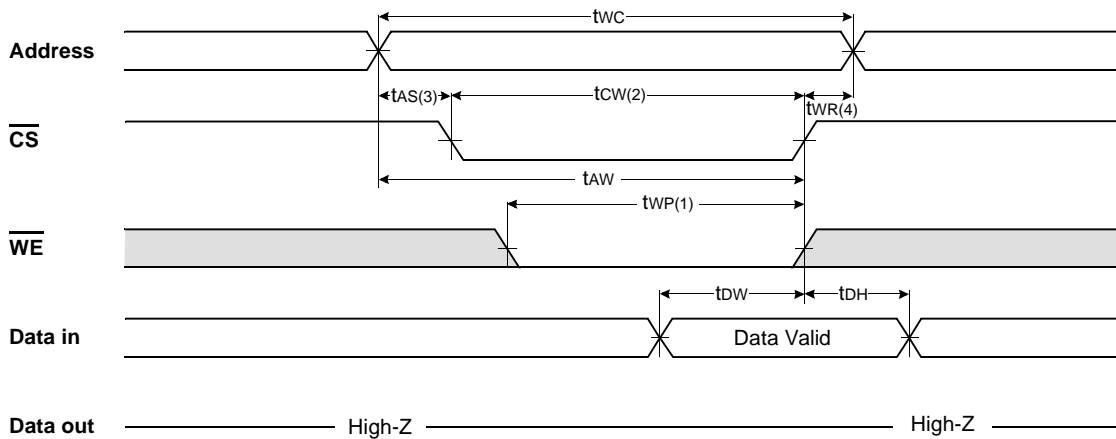 tWC
Address
tAS(3) tCW(2) tWR(4)
CS
tAW
tWP(1)
WE
tDW tDH
Data in Data Valid
Data out High-Z High-Z